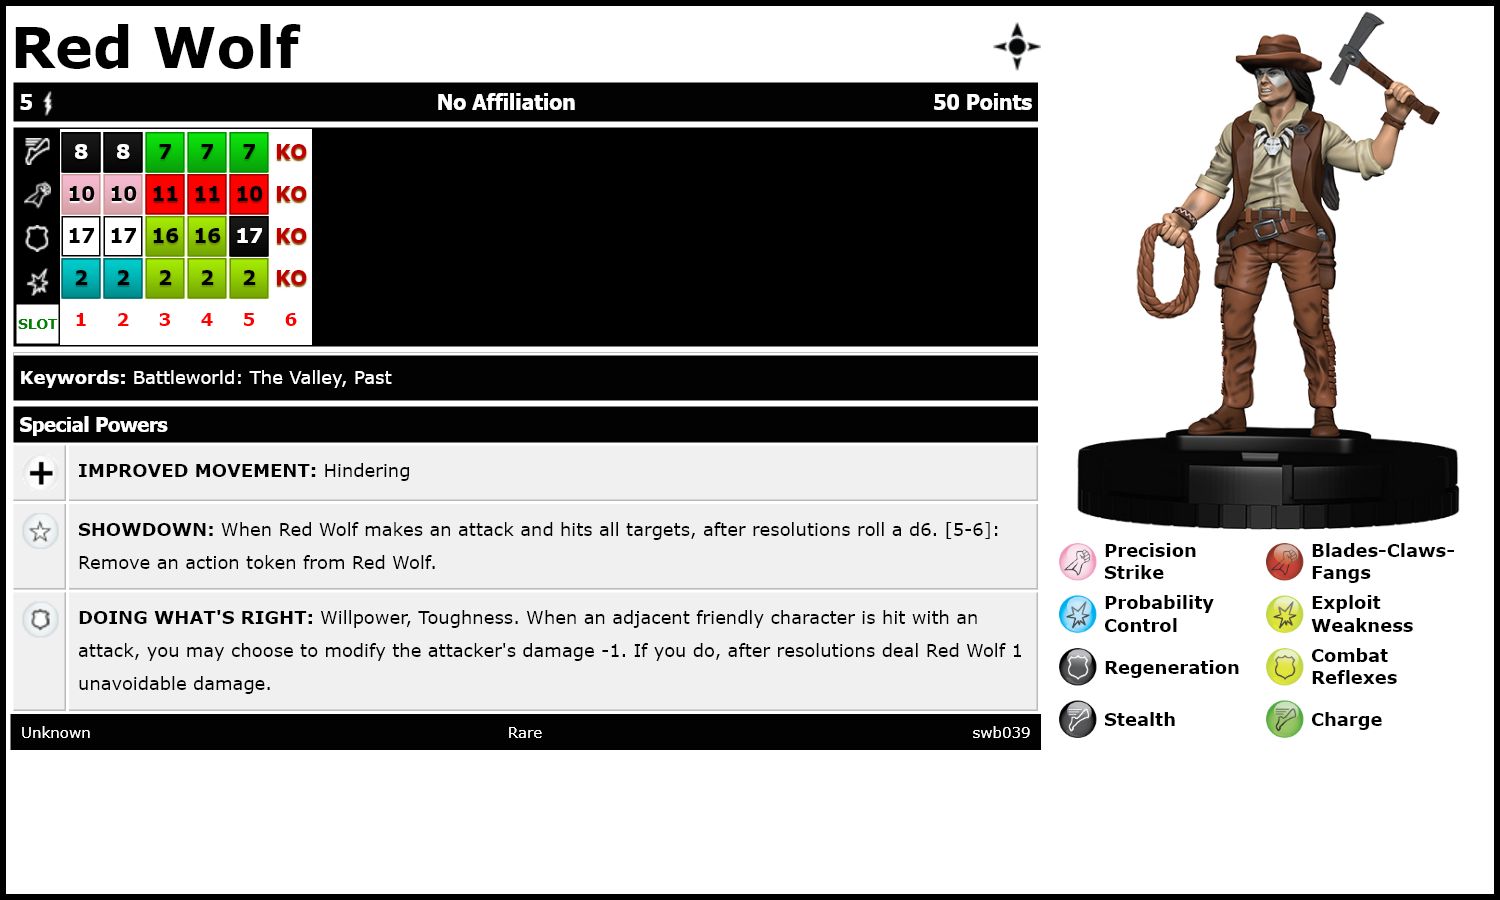 Red Wolf
5 No Affiliation 50 Points
8 8 7 7 7 KO
10 10 11 11 10 KO
17 17 16 16 17 KO
2 2 2 2 2 KO
SLOT 1 2 3 4 5 6
Keywords: Battleworld: The Valley, Past
Special Powers
IMPROVED MOVEMENT: Hindering
SHOWDOWN: When Red Wolf makes an attack and hits all targets, after resolutions roll a d6. [5-6]:
Remove an action token from Red Wolf.
DOING WHAT'S RIGHT: Willpower, Toughness. When an adjacent friendly character is hit with an
attack, you may choose to modify the attacker's damage -1. If you do, after resolutions deal Red Wolf 1
unavoidable damage.
Unknown Rare swb039
Precision
Strike
Blades-Claws-
Fangs
Probability
Control
Exploit
Weakness
Regeneration
Combat
Reflexes
Stealth
Charge